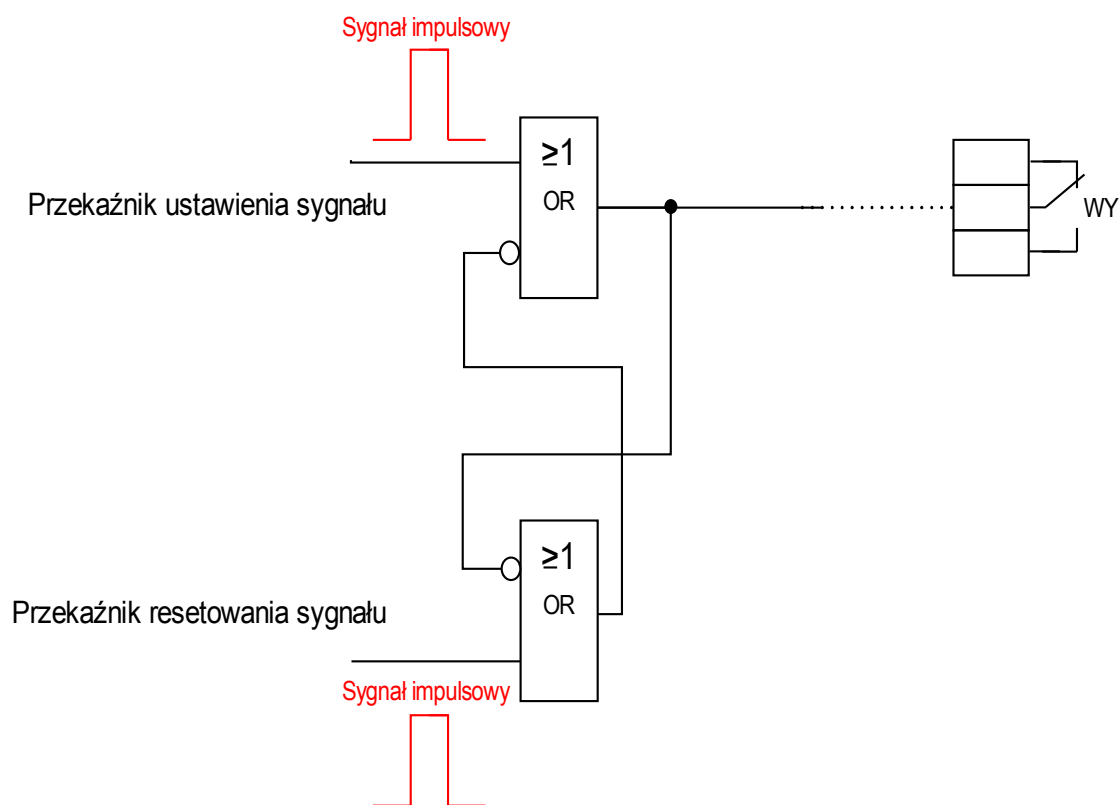 Sygnał impulsowy
≥1
OR
Przekaźnik ustawienia sygnału
WY
≥1
OR
Przekaźnik resetowania sygnału
Sygnał impulsowy